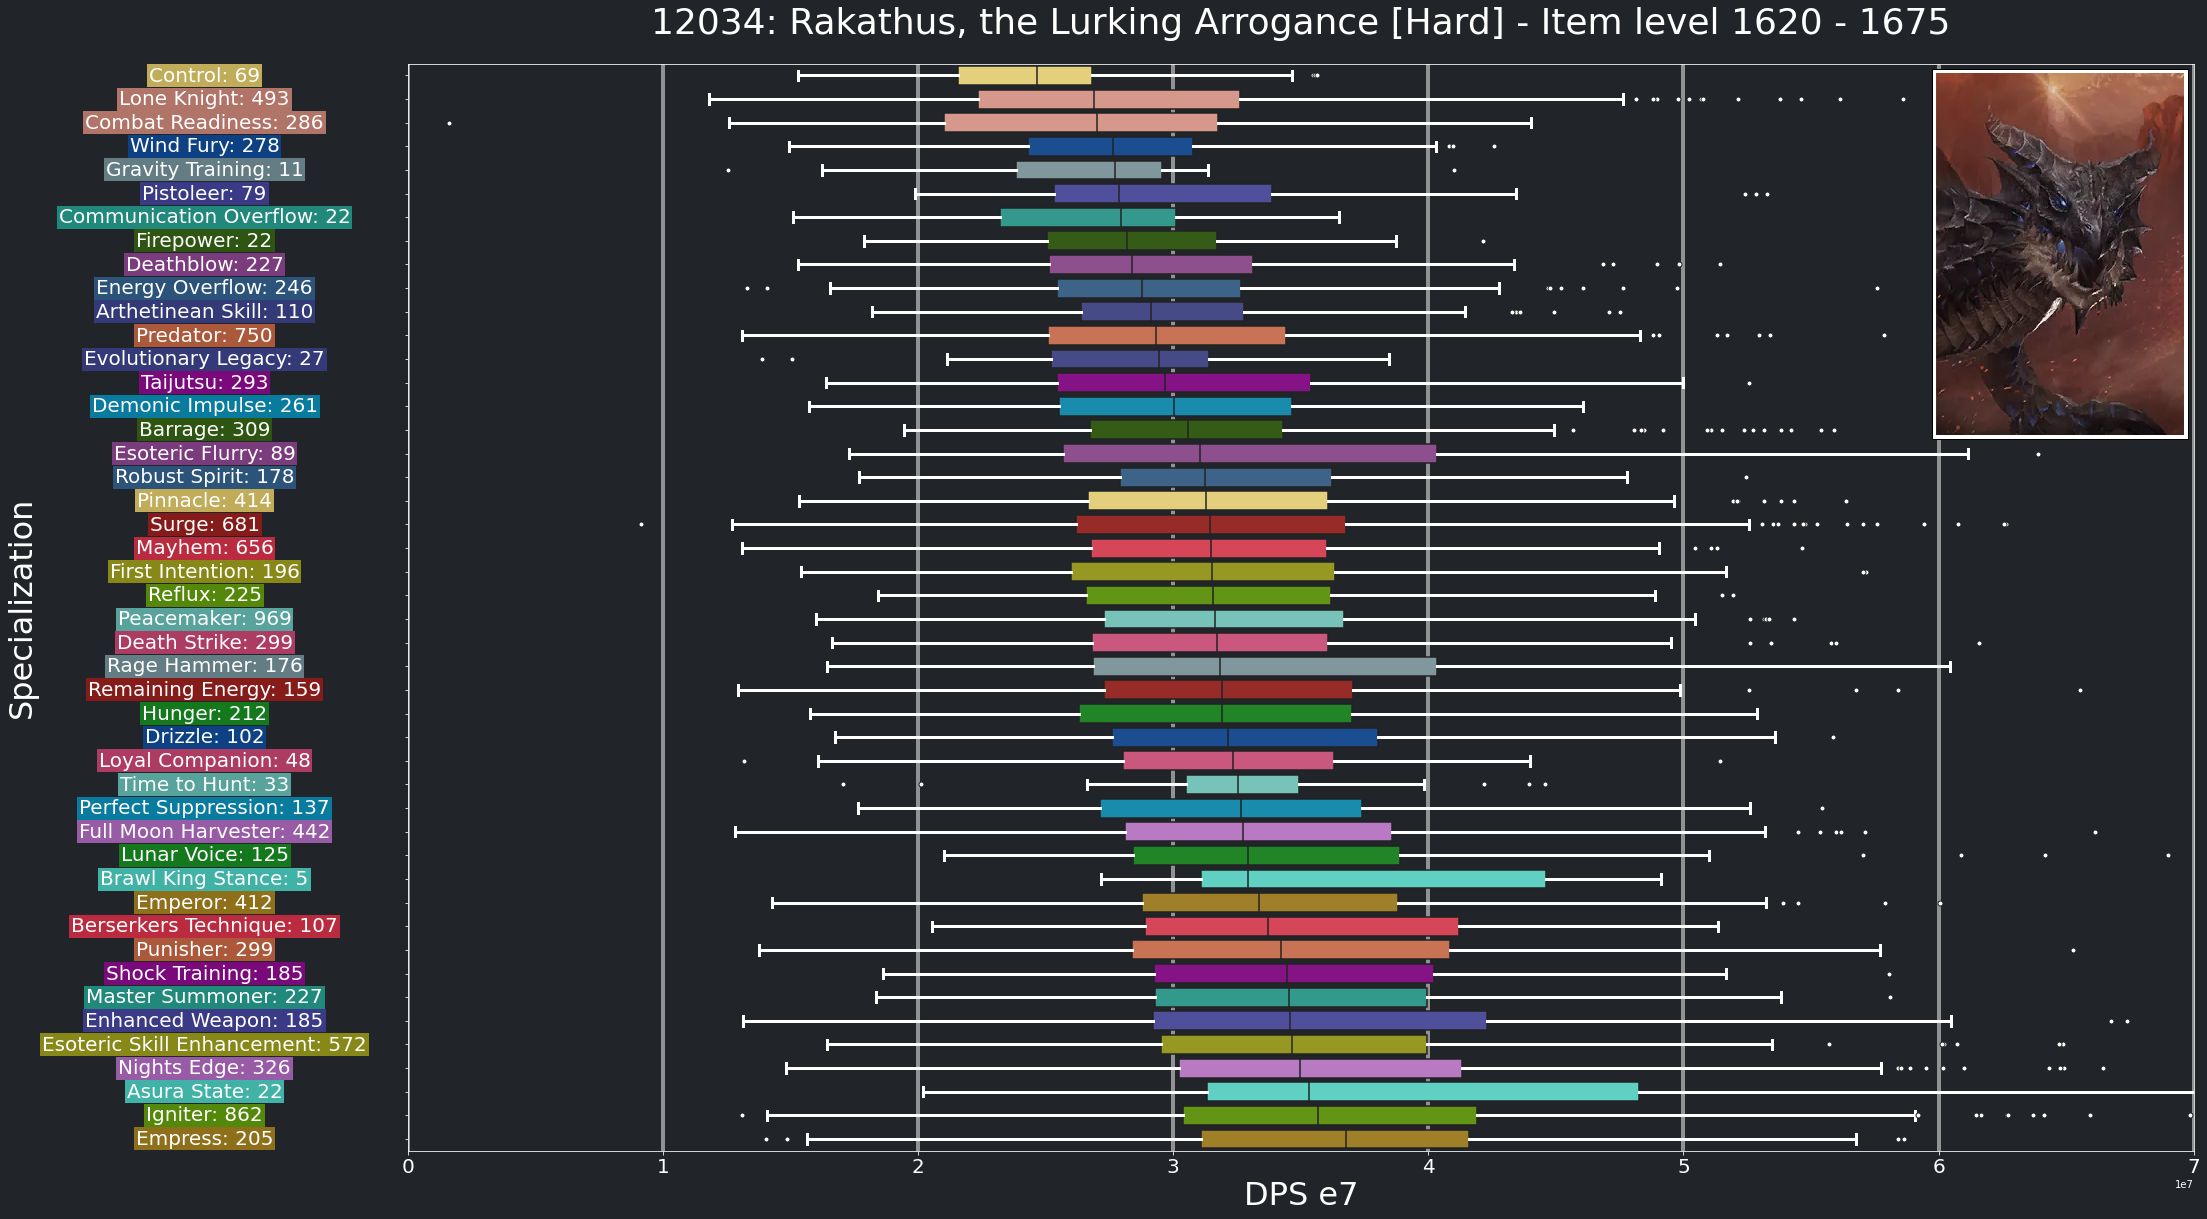 12034: Rakathus, the Lurking Arrogance [Hard] - Item level 1620 - 1675
Control: 69
Lone Knight: 493
Combat Readiness: 286
Wind Fury: 278
Gravity Training: 11
Pistoleer: 79
Communication Overflow: 22
Firepower: 22
Deathblow: 227
Energy Overflow: 246
Arthetinean Skill: 110
Predator: 750
Evolutionary Legacy: 27
Taijutsu: 293
Demonic Impulse: 261
Barrage: 309
Esoteric Flurry: 89
Robust Spirit: 178
Pinnacle: 414
Surge: 681
Mayhem: 656
First Intention: 196
Reflux: 225
Peacemaker: 969
Death Strike: 299
Rage Hammer: 176
Remaining Energy: 159
Hunger: 212
Drizzle: 102
Loyal Companion: 48
Time to Hunt: 33
Perfect Suppression: 137
Full Moon Harvester: 442
Lunar Voice: 125
Brawl King Stance: 5
Emperor: 412
Berserkers Technique: 107
Punisher: 299
Shock Training: 185
Master Summoner: 227
Enhanced Weapon: 185
Esoteric Skill Enhancement: 572
Nights Edge: 326
Asura State: 22
Igniter: 862
Empress: 205
Specialization
0 1 2 3 4 5 6 7
1e7
DPS e7